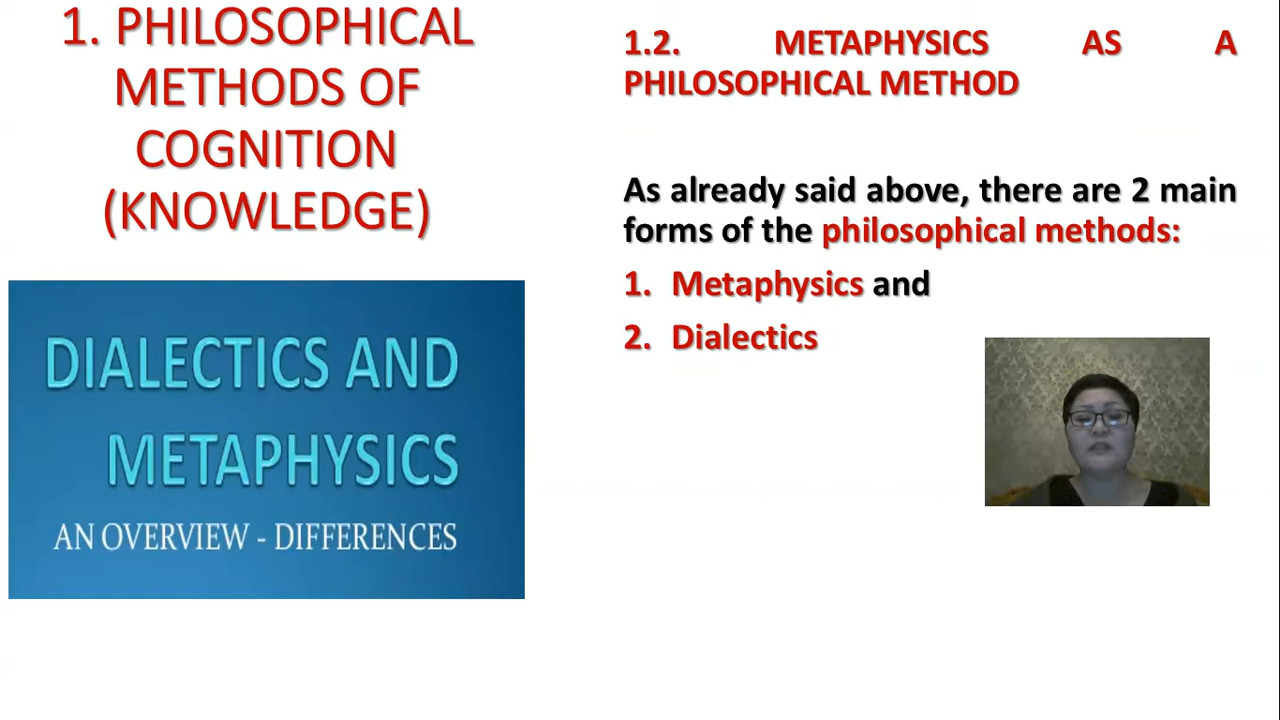 1. PHILOSOPHICAL
METHODS OF
COGNITION
(KNOWLEDGE)
DIALECTICS AND
METAPHYSICS
AN OVERVIEW - DIFFERENCES
1.2. METAPHYSICS AS A
PHILOSOPHICAL METHOD
As already said above, there are 2 main
forms of the philosophical methods:
1. Metaphysics and
2. Dialectics